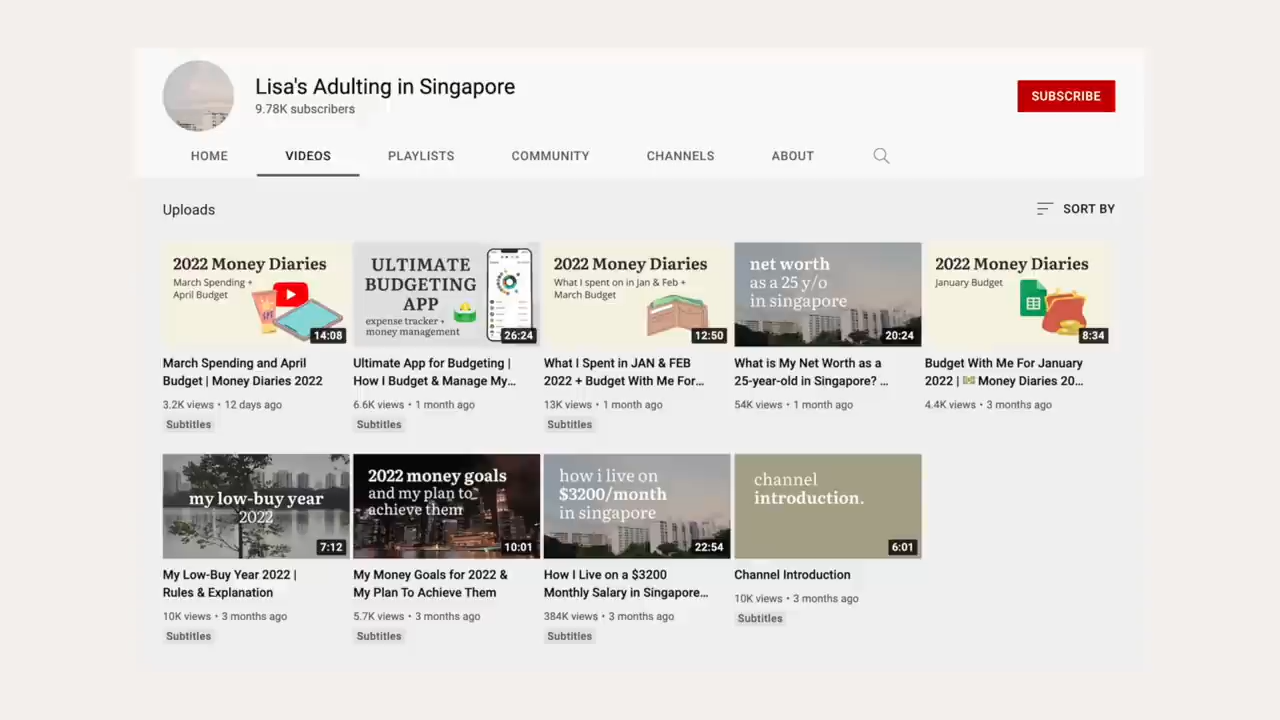 Lisa's Adulting in Singapore
9.78K subscribers
SUBSCRIBE
HOME VIDEOS PLAYLISTS COMMUNITY CHANNELS ABOUT
Uploads
SORT BY
2022 Money Diaries
March Spending +
April Budget
14:08
March Spending and April
Budget | Money Diaries 2022
3.2K views • 12 days ago
Subtitles
ULTIMATE
BUDGETING
APP
expense tracker +
money management
26:24
Ultimate App for Budgeting |
How I Budget & Manage My...
6.6K views • 1 month ago
Subtitles
2022 Money Diaries
What I spent on in Jan & Feb +
March Budget
12:50
What I Spent in JAN & FEB
2022 + Budget With Me For...
13K views • 1 month ago
Subtitles
net worth
as a 25 y/o
in singapore
20:24
What is My Net Worth as a
25-year-old in Singapore? ...
54K views • 1 month ago
2022 Money Diaries
January Budget
8:34
Budget With Me For January
2022 | 💵 Money Diaries 20...
4.4K views • 3 months ago
my low-buy year
2022
7:12
My Low-Buy Year 2022 |
Rules & Explanation
10K views • 3 months ago
Subtitles
2022 money goals
and my plan to
achieve them
10:01
My Money Goals for 2022 &
My Plan To Achieve Them
5.7K views • 3 months ago
Subtitles
how i live on
$3200/month
in singapore
22:54
How I Live on a $3200
Monthly Salary in Singapore...
384K views • 3 months ago
Subtitles
channel
introduction.
6:01
Channel Introduction
10K views • 3 months ago
Subtitles